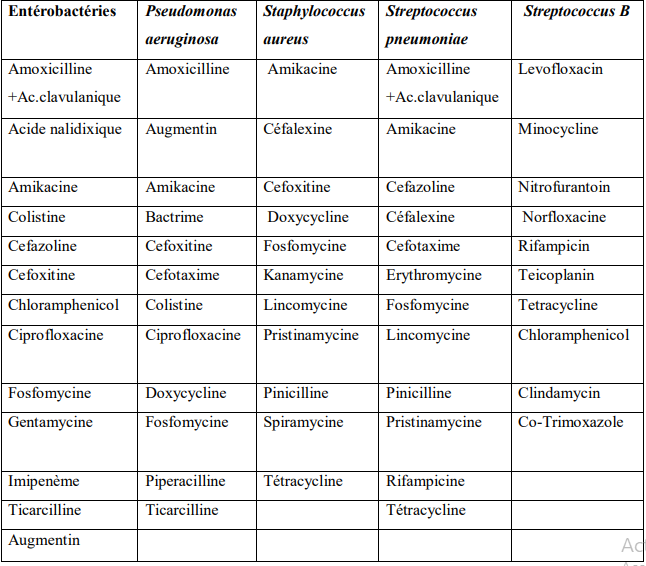 Entérobactéries Pseudomonas aeruginosa Staphylococcus aureus Streptococcus pneumoniae Streptococcus B
Amoxicilline +Ac.clavulanique Amoxicilline Amikacine Amoxicilline +Ac.clavulanique Levofloxacin
Acide nalidixique Augmentin Céfalexine Amikacine Minocycline
Amikacine Amikacine Cefoxitine Cefazoline Nitrofurantoin
Colistine Bactrime Doxycycline Céfalexine Norfloxacine
Cefazoline Cefoxitine Fosfomycine Cefotaxime Rifampicin
Cefoxitine Cefotaxime Kanamycine Erythromycine Teicoplanin
Chloramphenicol Colistine Lincomycine Fosfomycine Tetracycline
Ciprofloxacine Ciprofloxacine Pristinamycine Lincomycine Chloramphenicol
Fosfomycine Doxycycline Pinicilline Pinicilline Clindamycin
Gentamycine Fosfomycine Spiramycine Pristinamycine Co-Trimoxazole
Imipenème Piperacilline Tétracycline Rifampicine
Ticarcilline Ticarcilline Tétracycline
Augmentin